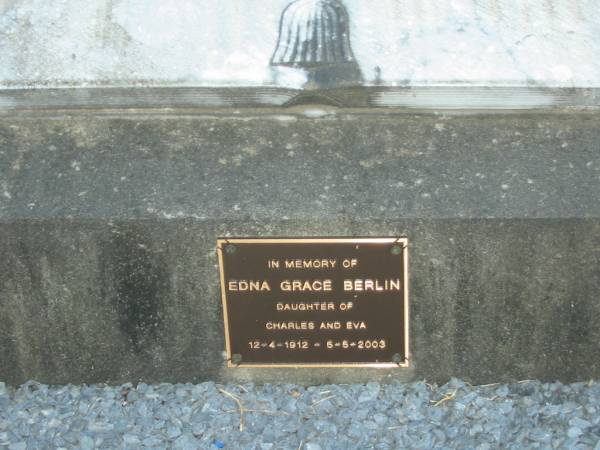 IN MEMORY OF
EDNA GRACE BERLIN
DAUGHTER OF
CHARLES AND EVA
12-4-1912 - 5-5-2003